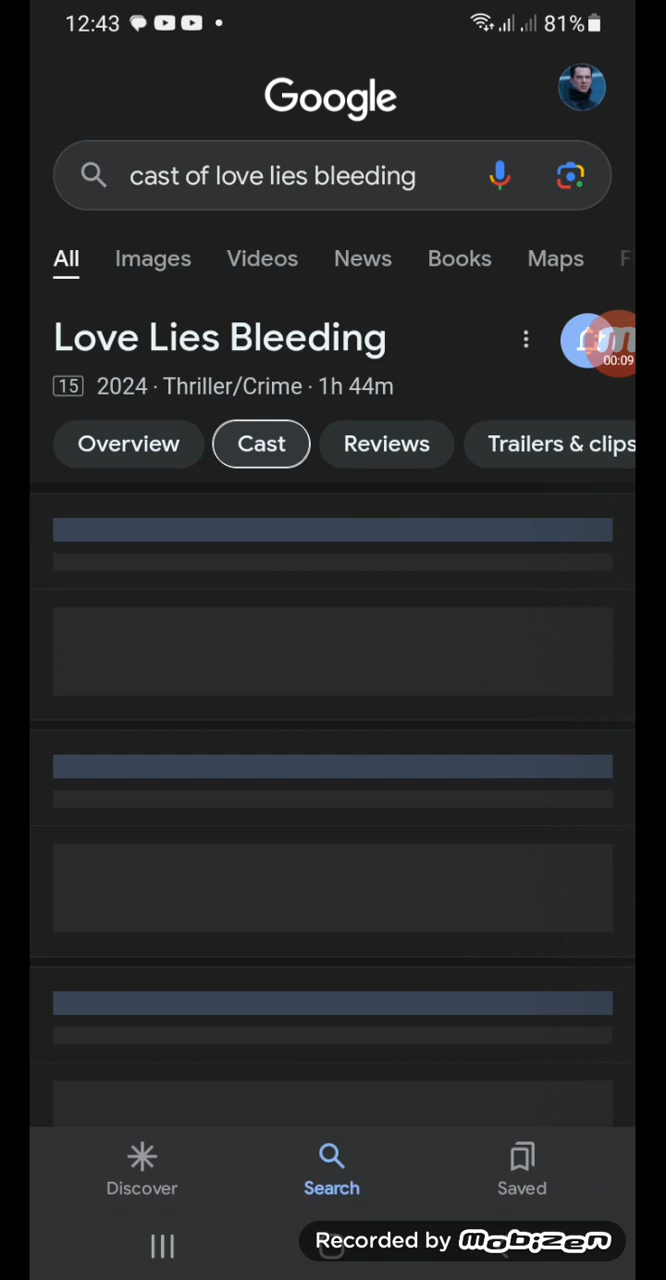 12:43 81%
Google
cast of love lies bleeding
All Images Videos News Books Maps F
Love Lies Bleeding
00:09
15 2024 · Thriller/Crime · 1h 44m
Overview Cast Reviews Trailers & clips
Discover Search Saved
Recorded by mobizen